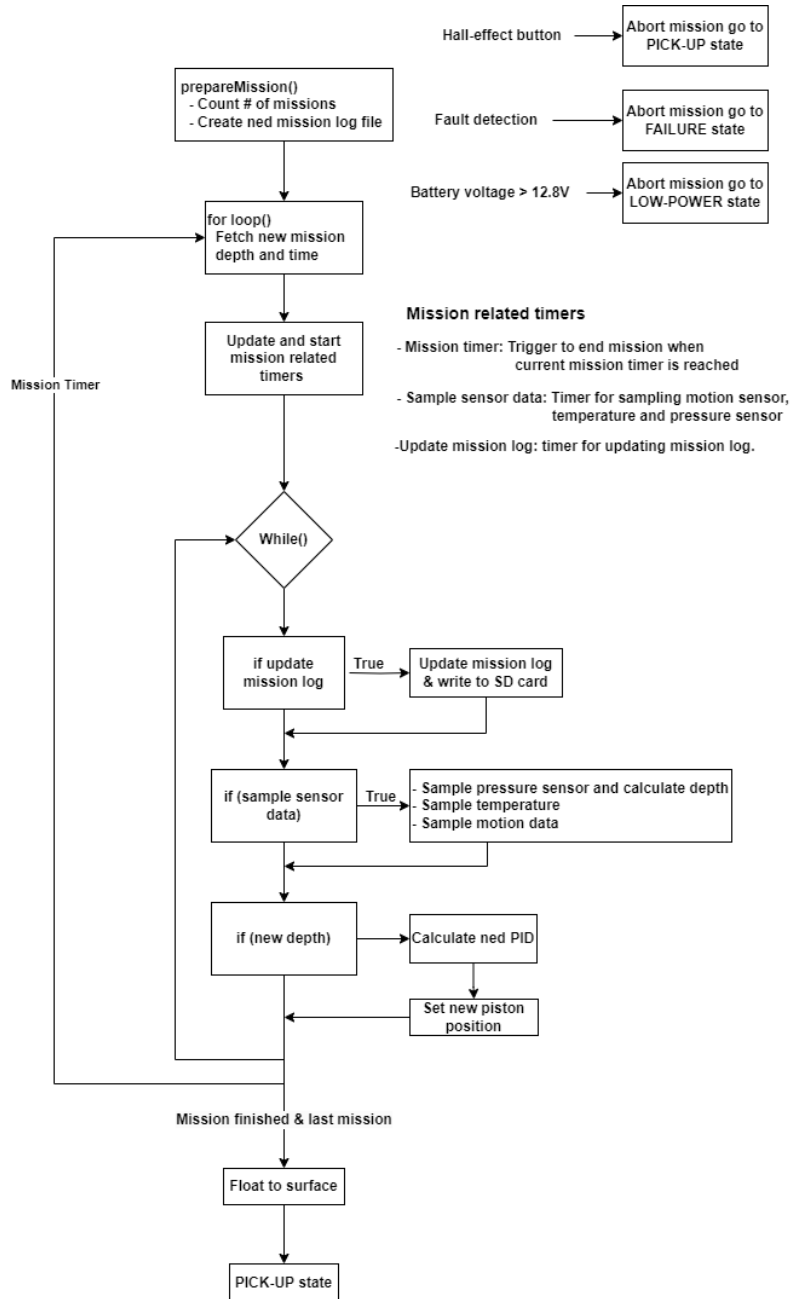 Hall-effect button
Abort mission go to
PICK-UP state
prepareMission()
- Count # of missions
- Create ned mission log file
Fault detection
Abort mission go to
FAILURE state
Battery voltage > 12.8V
Abort mission go to
LOW-POWER state
for loop()
Fetch new mission
depth and time
Mission related timers
- Mission timer: Trigger to end mission when
current mission timer is reached
- Sample sensor data: Timer for sampling motion sensor,
temperature and pressure sensor
-Update mission log: timer for updating mission log.
Update and start
mission related
timers
Mission Timer
While()
if update
mission log
True
Update mission log
& write to SD card
if (sample sensor
data)
True
- Sample pressure sensor and calculate depth
- Sample temperature
- Sample motion data
if (new depth)
Calculate ned PID
Set new piston
position
Mission finished & last mission
Float to surface
PICK-UP state